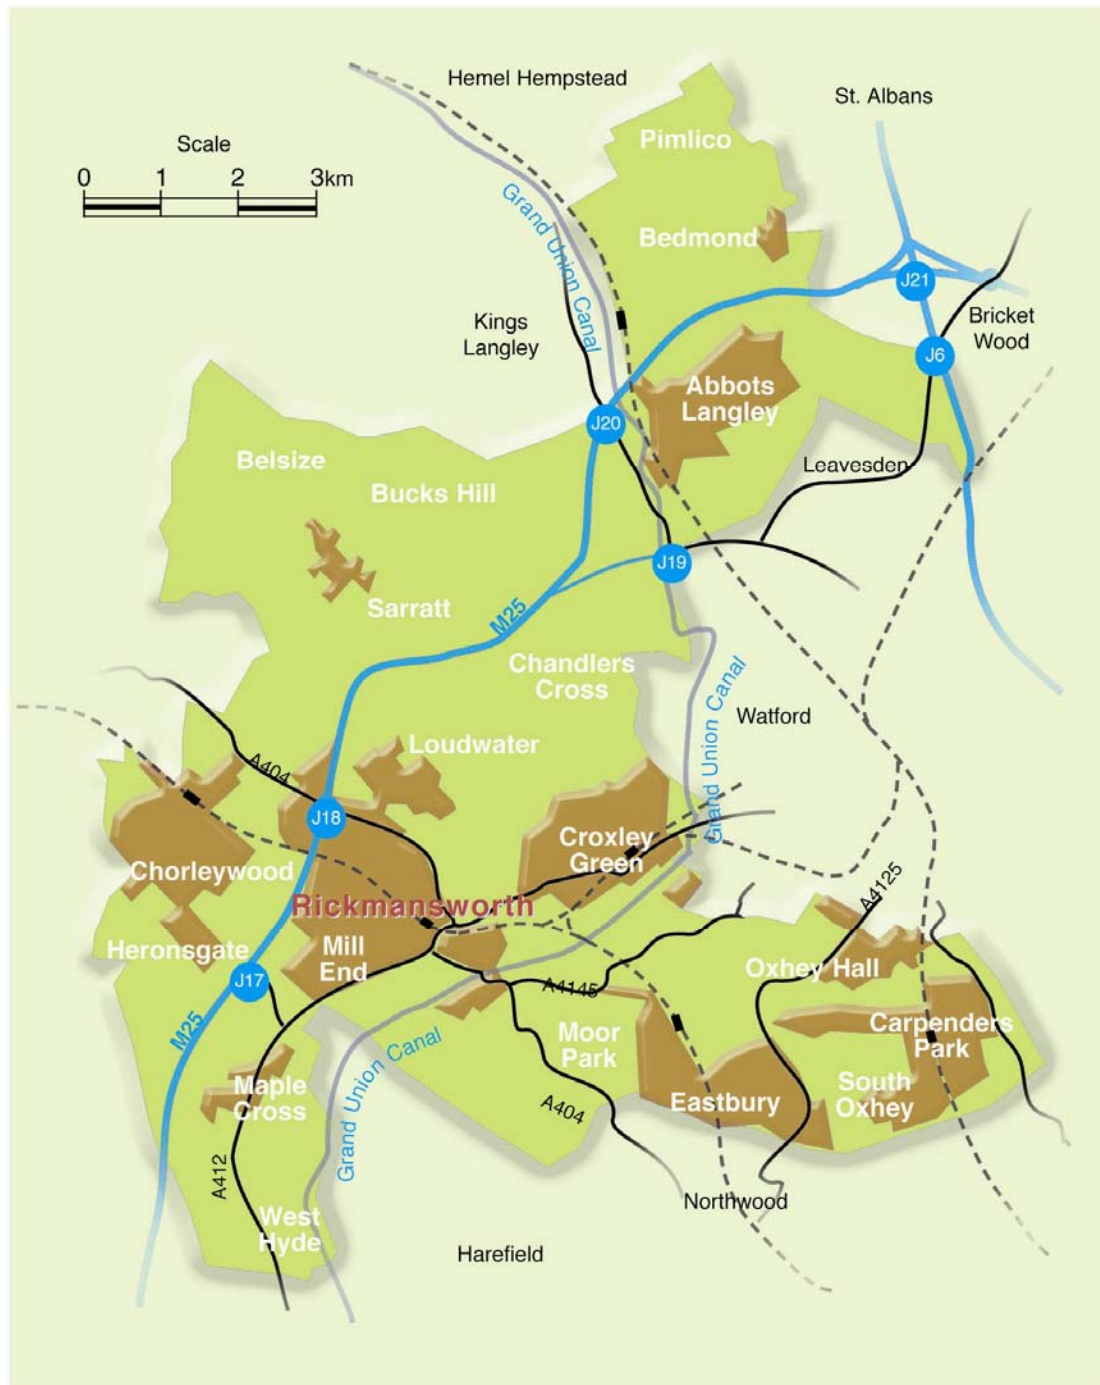 Hemel Hempstead
St. Albans
Scale
0 1 2 3km
Pimlico
Grand Union Canal
Bedmond
J21
Kings
Langley
Bricket
Wood
J6
Abbots
Langley
J20
Belsize
Leavesden
Bucks Hill
J19
Sarratt
M25
Chandlers
Cross
Grand Union Canal
Watford
Loudwater
A404
J18
Croxley
Green
Chorleywood
A4125
Rickmansworth
Heronsgate
Mill
End
Oxhey Hall
J17
A4145
M25
Moor
Park
Carpenders
Park
Grand Union Canal
Maple
Cross
South
Oxhey
Eastbury
A404
A412
Northwood
West
Hyde
Harefield